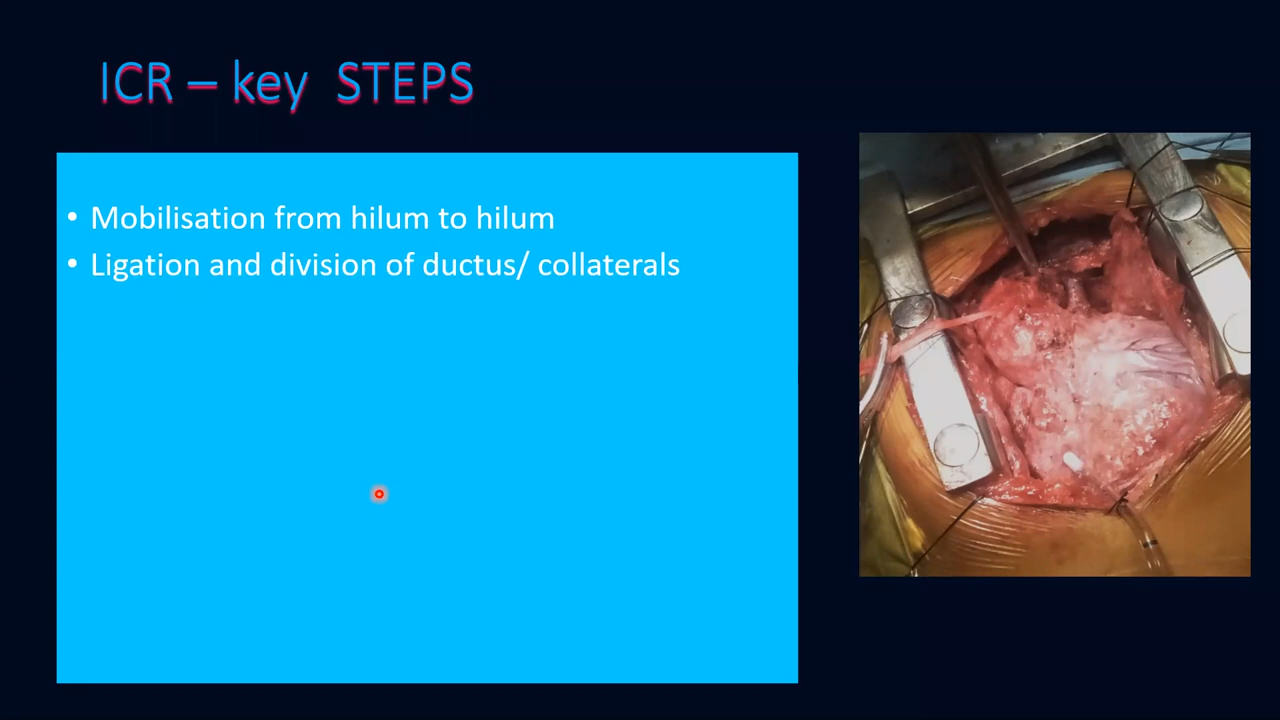 ICR – key STEPS
• Mobilisation from hilum to hilum
• Ligation and division of ductus/ collaterals